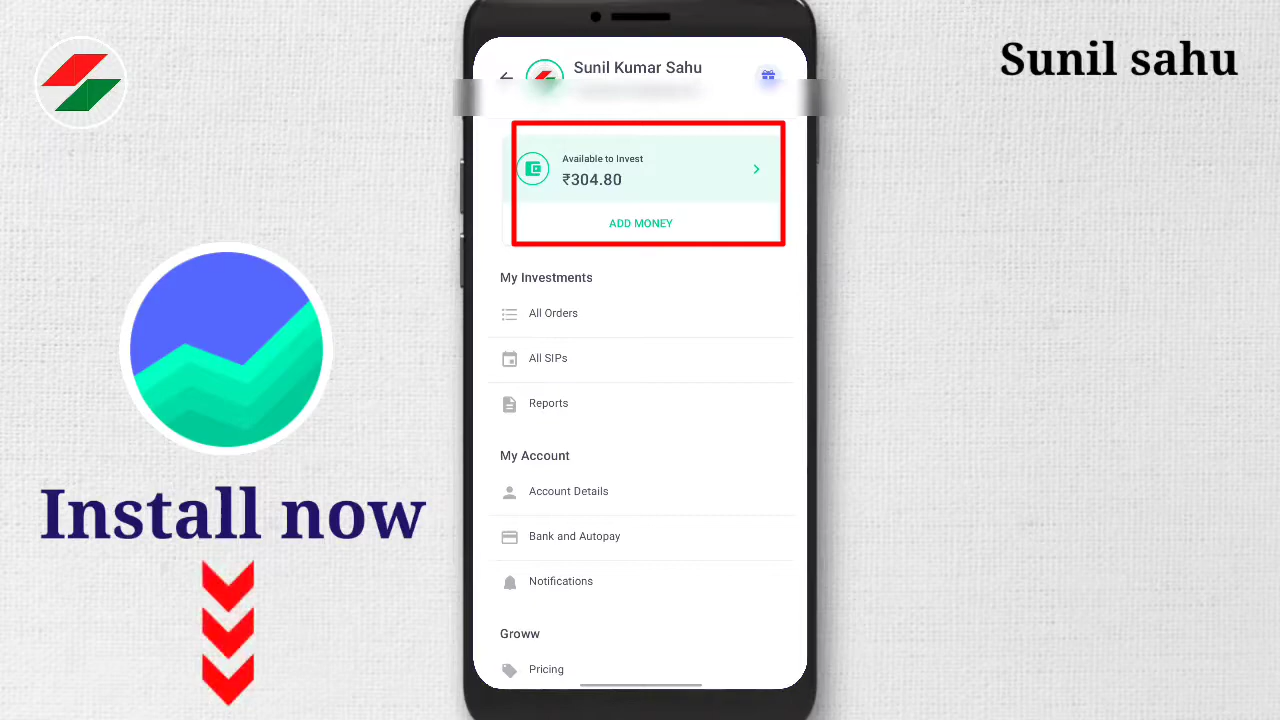 Sunil sahu
Sunil Kumar Sahu
Available to Invest
₹304.80
ADD MONEY
My Investments
All Orders
All SIPs
Reports
My Account
Account Details
Bank and Autopay
Notifications
Groww
Pricing
Install now